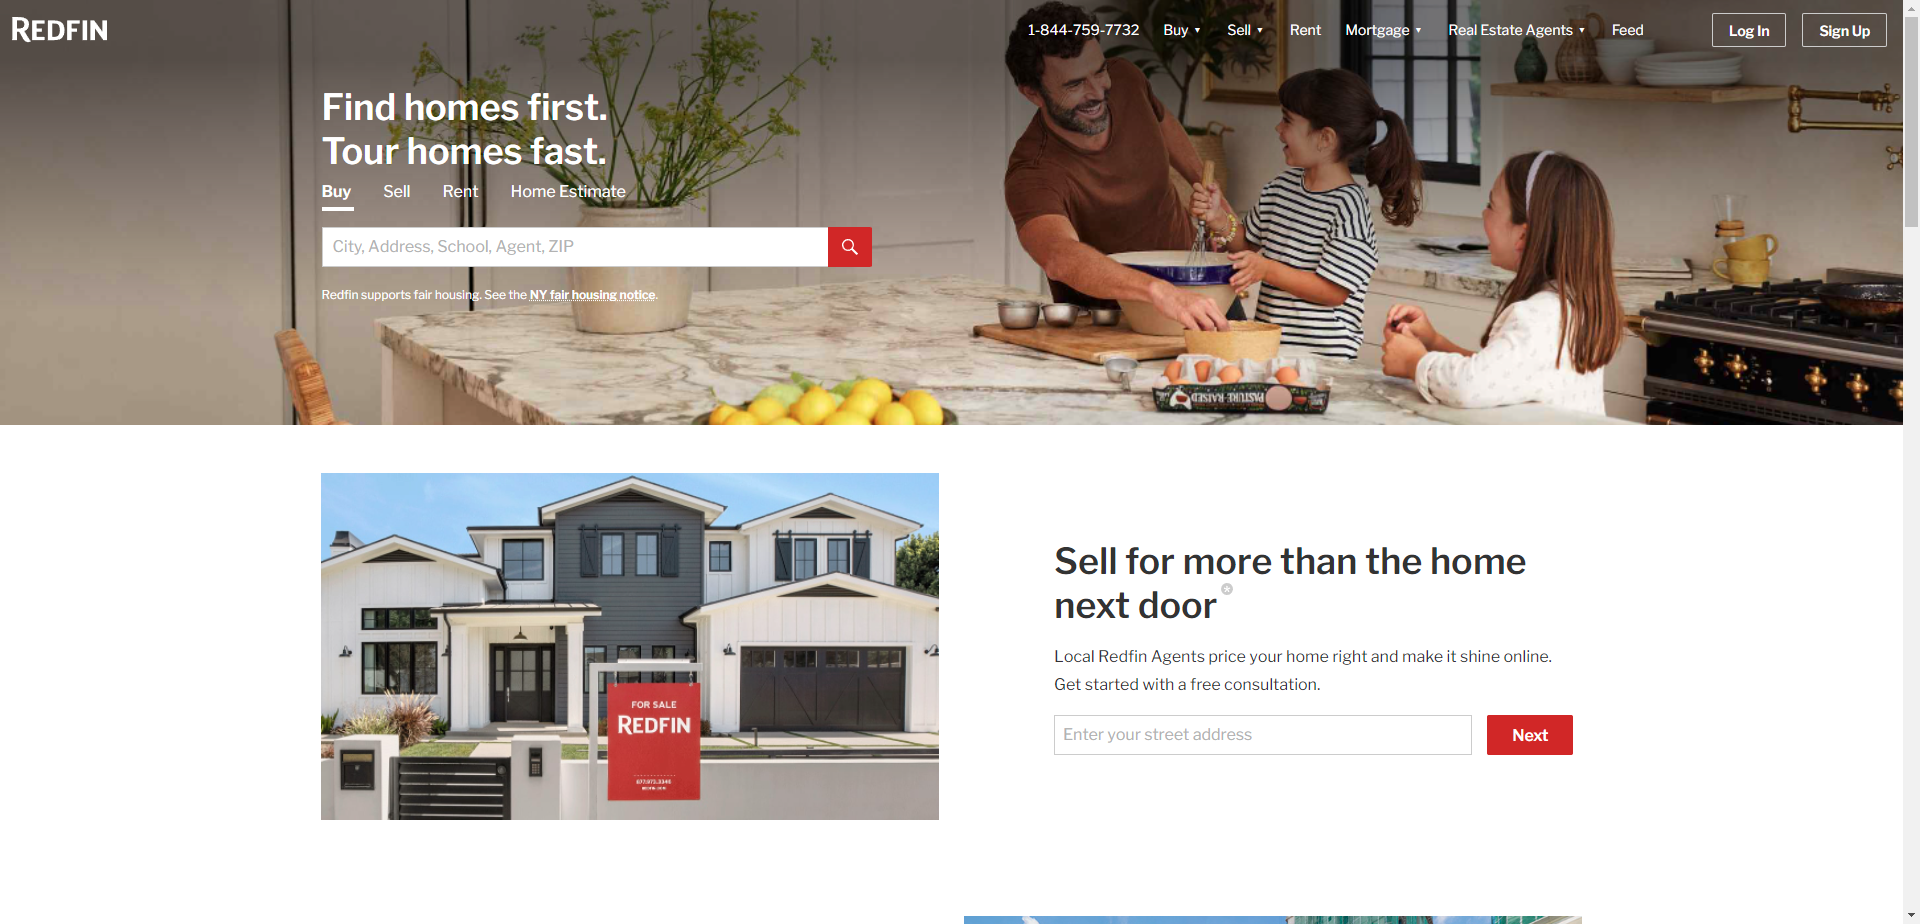 REDFIN
1-844-759-7732 Buy ▼ Sell ▼ Rent Mortgage ▼ Real Estate Agents ▼ Feed Log In Sign Up
Find homes first.
Tour homes fast.
Buy Sell Rent Home Estimate
City, Address, School, Agent, ZIP
Redfin supports fair housing. See the NY fair housing notice.
PASTURE-RAISED
FOR SALE
REDFIN
Sell for more than the home
next door
Local Redfin Agents price your home right and make it shine online.
Get started with a free consultation.
Enter your street address Next